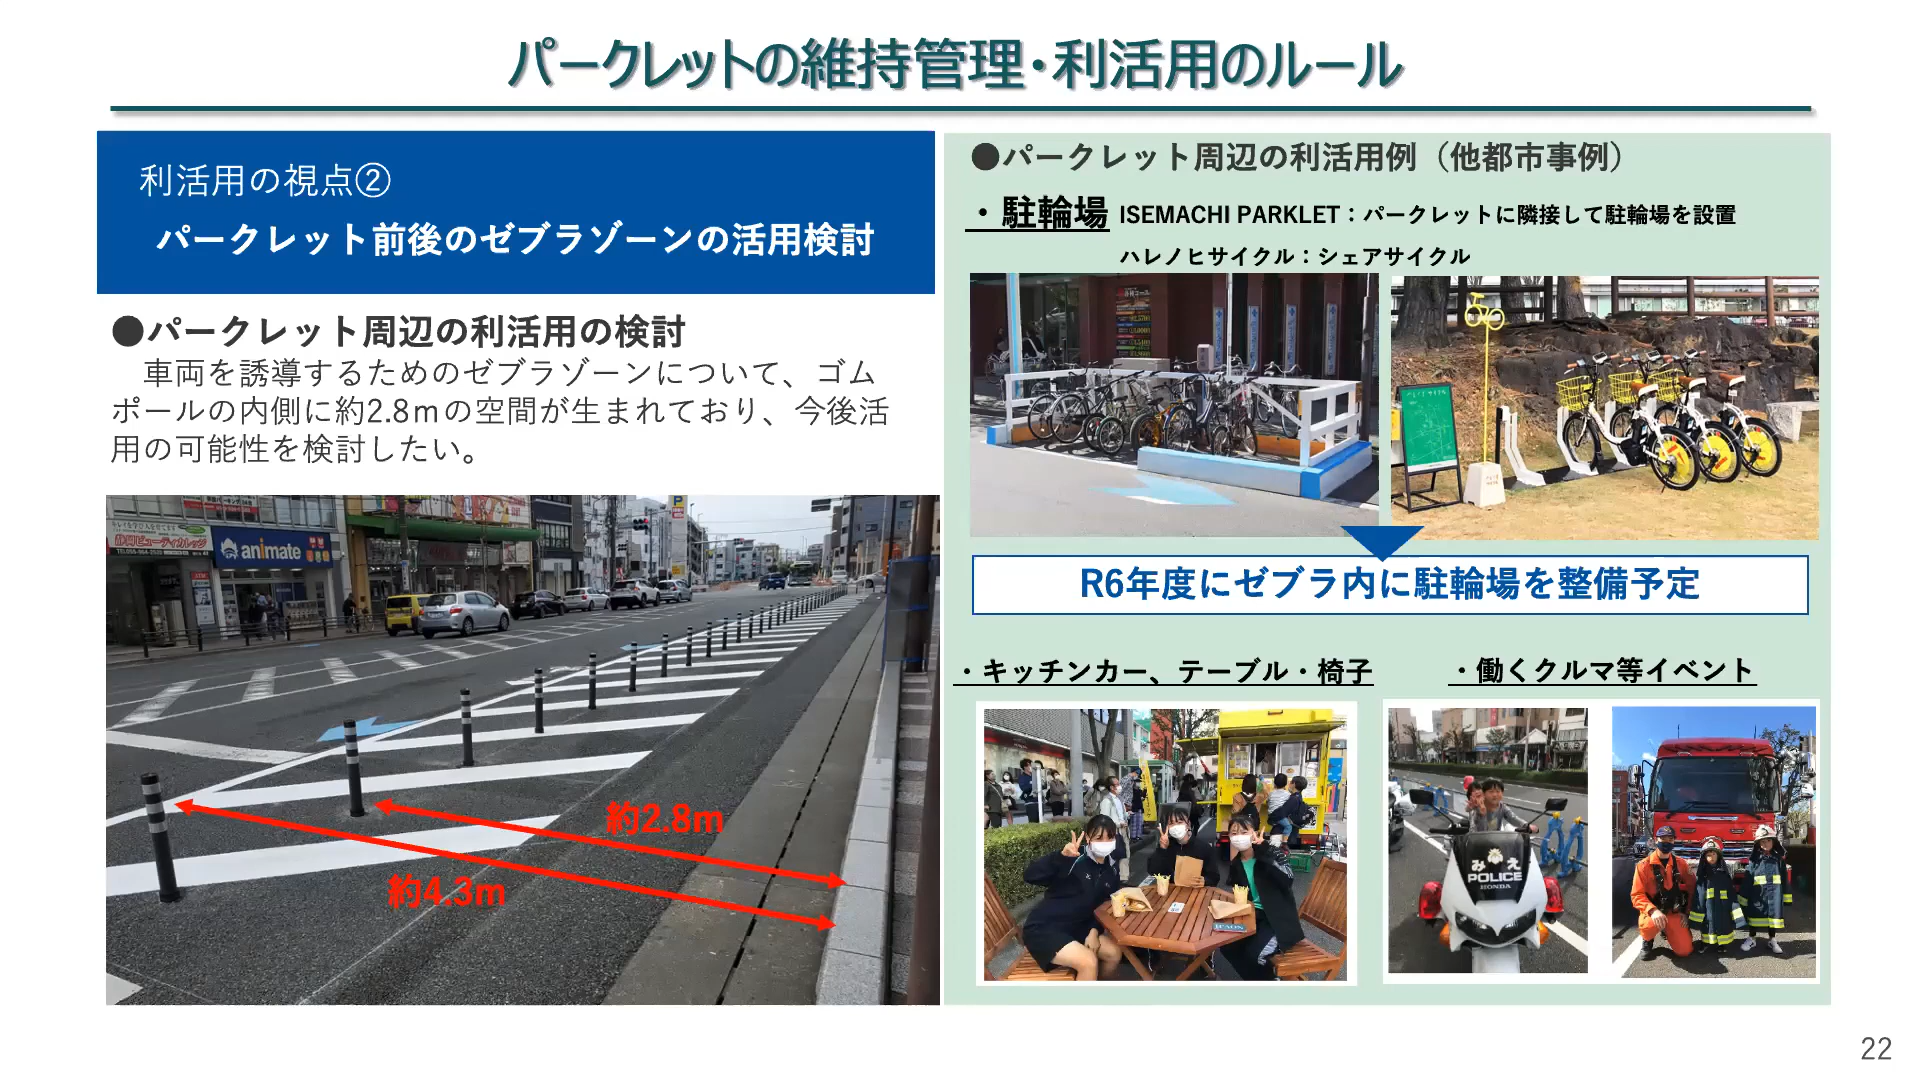 パークレットの維持管理・利活用のルール
利活用の視点②
パークレット前後のゼブラゾーンの活用検討
●パークレット周辺の利活用の検討
車両を誘導するためのゼブラゾーンについて、ゴム
ポールの内側に約2.8ｍの空間が生まれており、今後活
用の可能性を検討したい。
animate
P
約2.8m
約4.3m
●パークレット周辺の利活用例（他都市事例）
・駐輪場 ISEMACHI PARKLET：パークレットに隣接して駐輪場を設置
ハレノヒサイクル：シェアサイクル
R6年度にゼブラ内に駐輪場を整備予定
・キッチンカー、テーブル・椅子
・働くクルマ等イベント
みえ
POLICE
HONDA
22